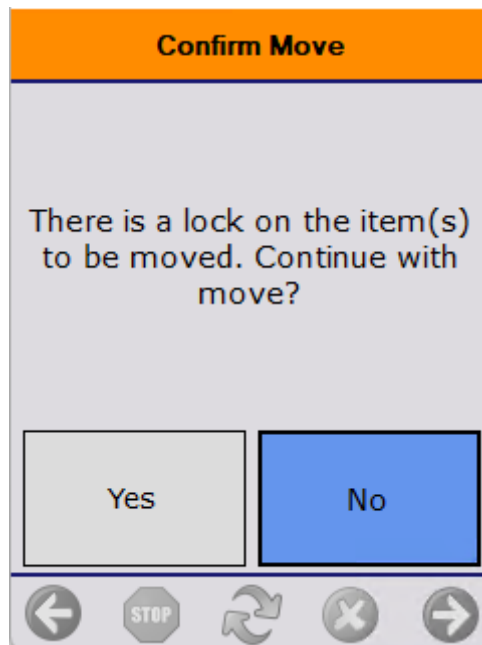 Confirm Move
There is a lock on the item(s)
to be moved. Continue with
move?
Yes
No
STOP